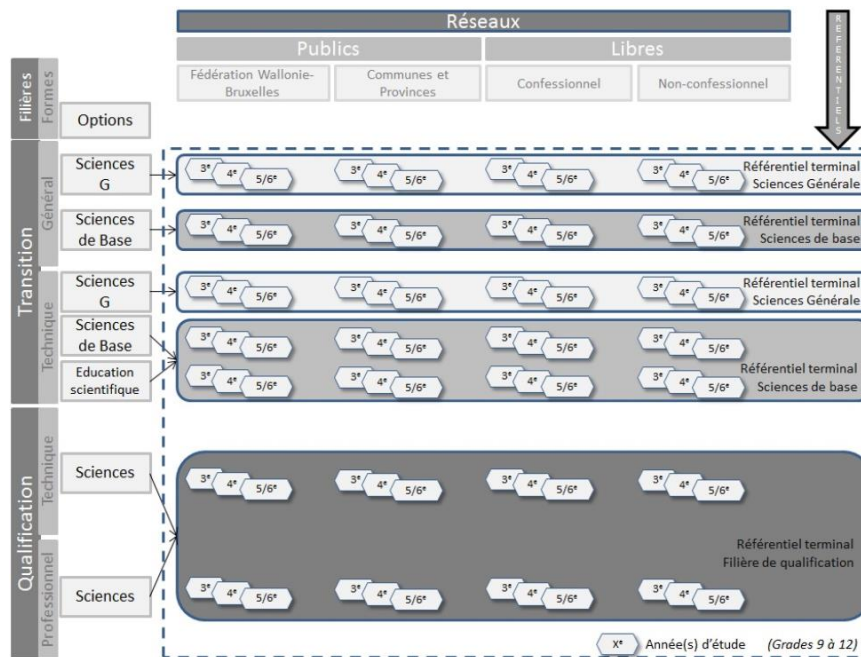 Réseaux
Publics
Libres
Fédération Wallonie-
Bruxelles
Communes et
Provinces
Confessionnel
Non-confessionnel
REFERENTIELS
Filières
Formes
Options
Transition
Général
Sciences
G
3e 4e 5/6e 3e 4e 5/6e 3e 4e 5/6e 3e 4e 5/6e
Référentiel terminal
Sciences Générale
Sciences
de Base
3e 4e 5/6e 3e 4e 5/6e 3e 4e 5/6e 3e 4e 5/6e
Référentiel terminal
Sciences de base
Technique
Sciences
G
3e 4e 5/6e 3e 4e 5/6e 3e 4e 5/6e 3e 4e 5/6e
Référentiel terminal
Sciences Générale
Sciences
de Base
3e 4e 5/6e 3e 4e 5/6e 3e 4e 5/6e 3e 4e 5/6e
Education
scientifique
3e 4e 5/6e 3e 4e 5/6e 3e 4e 5/6e 3e 4e 5/6e
Référentiel terminal
Sciences de base
Qualification
Technique
Sciences
3e 4e 5/6e 3e 4e 5/6e 3e 4e 5/6e 3e 4e 5/6e
Référentiel terminal
Filière de qualification
Professionnel
Sciences
3e 4e 5/6e 3e 4e 5/6e 3e 4e 5/6e 3e 4e 5/6e
Xe Année(s) d'étude (Grades 9 à 12)